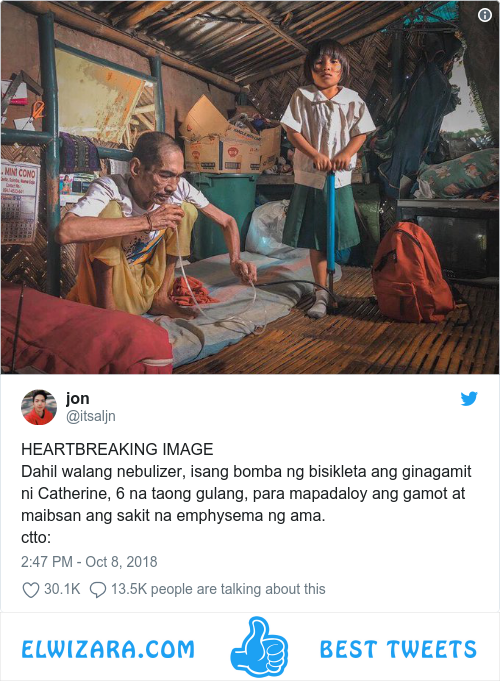 MINI COMO
jon
@itsaljn
HEARTBREAKING IMAGE
Dahil walang nebulizer, isang bomba ng bisikleta ang ginagamit
ni Catherine, 6 na taong gulang, para mapadaloy ang gamot at
maibsan ang sakit na emphysema ng ama.
ctto:
2:47 PM - Oct 8, 2018
30.1K 13.5K people are talking about this
ELWIZARA.COM BEST TWEETS